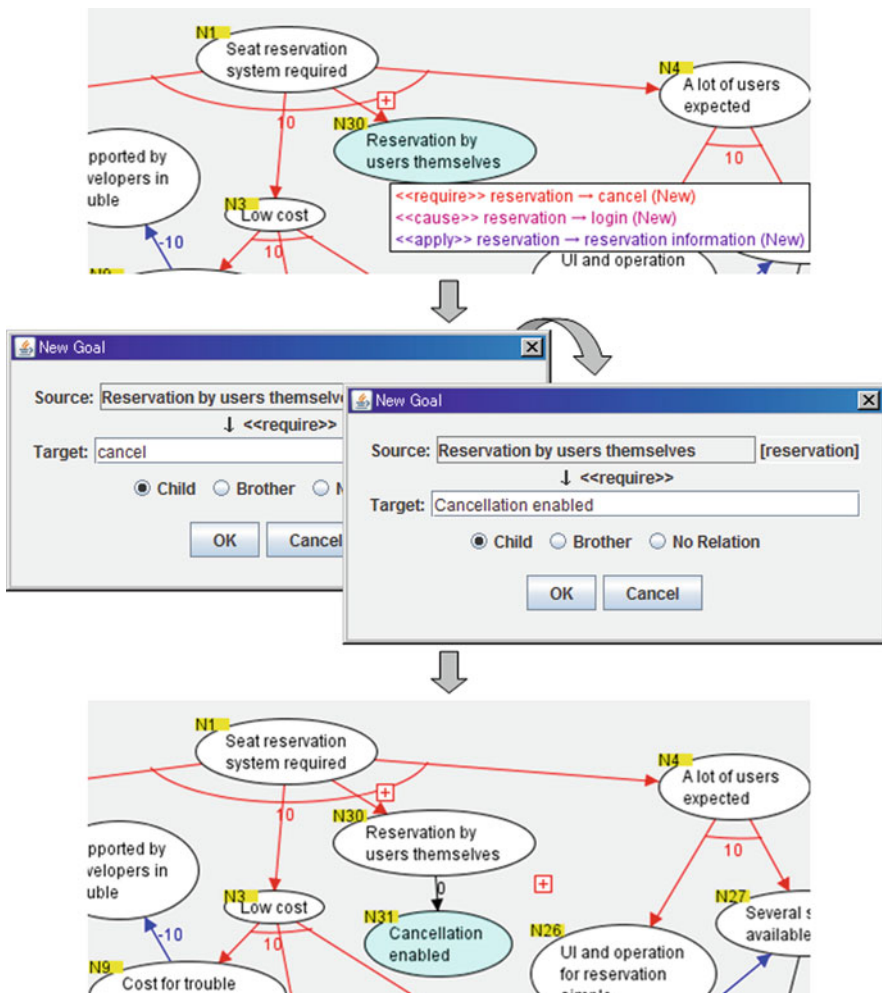 N1
Seat reservation
system required
N4
A lot of users
expected
10
N30
Reservation by
users themselves
10
pported by
velopers in
uble
<<require>> reservation → cancel (New)
<<cause>> reservation → login (New)
<<apply>> reservation → reservation information (New)
N3
Low cost
-10
10
UI and operation
N9
New Goal
Source: Reservation by users themselv
↓ <<require>>
Target: cancel
Child Brother N
OK Cancel
New Goal
Source: Reservation by users themselves [reservation]
↓ <<require>>
Target: Cancellation enabled
Child Brother No Relation
OK Cancel
N1
Seat reservation
system required
N4
A lot of users
expected
10
N30
Reservation by
users themselves
10
pported by
velopers in
uble
0
N3
Low cost
N31
Cancellation
enabled
N27
Several s
available
N26
UI and operation
for reservation
simple
-10
10
N9
Cost for trouble